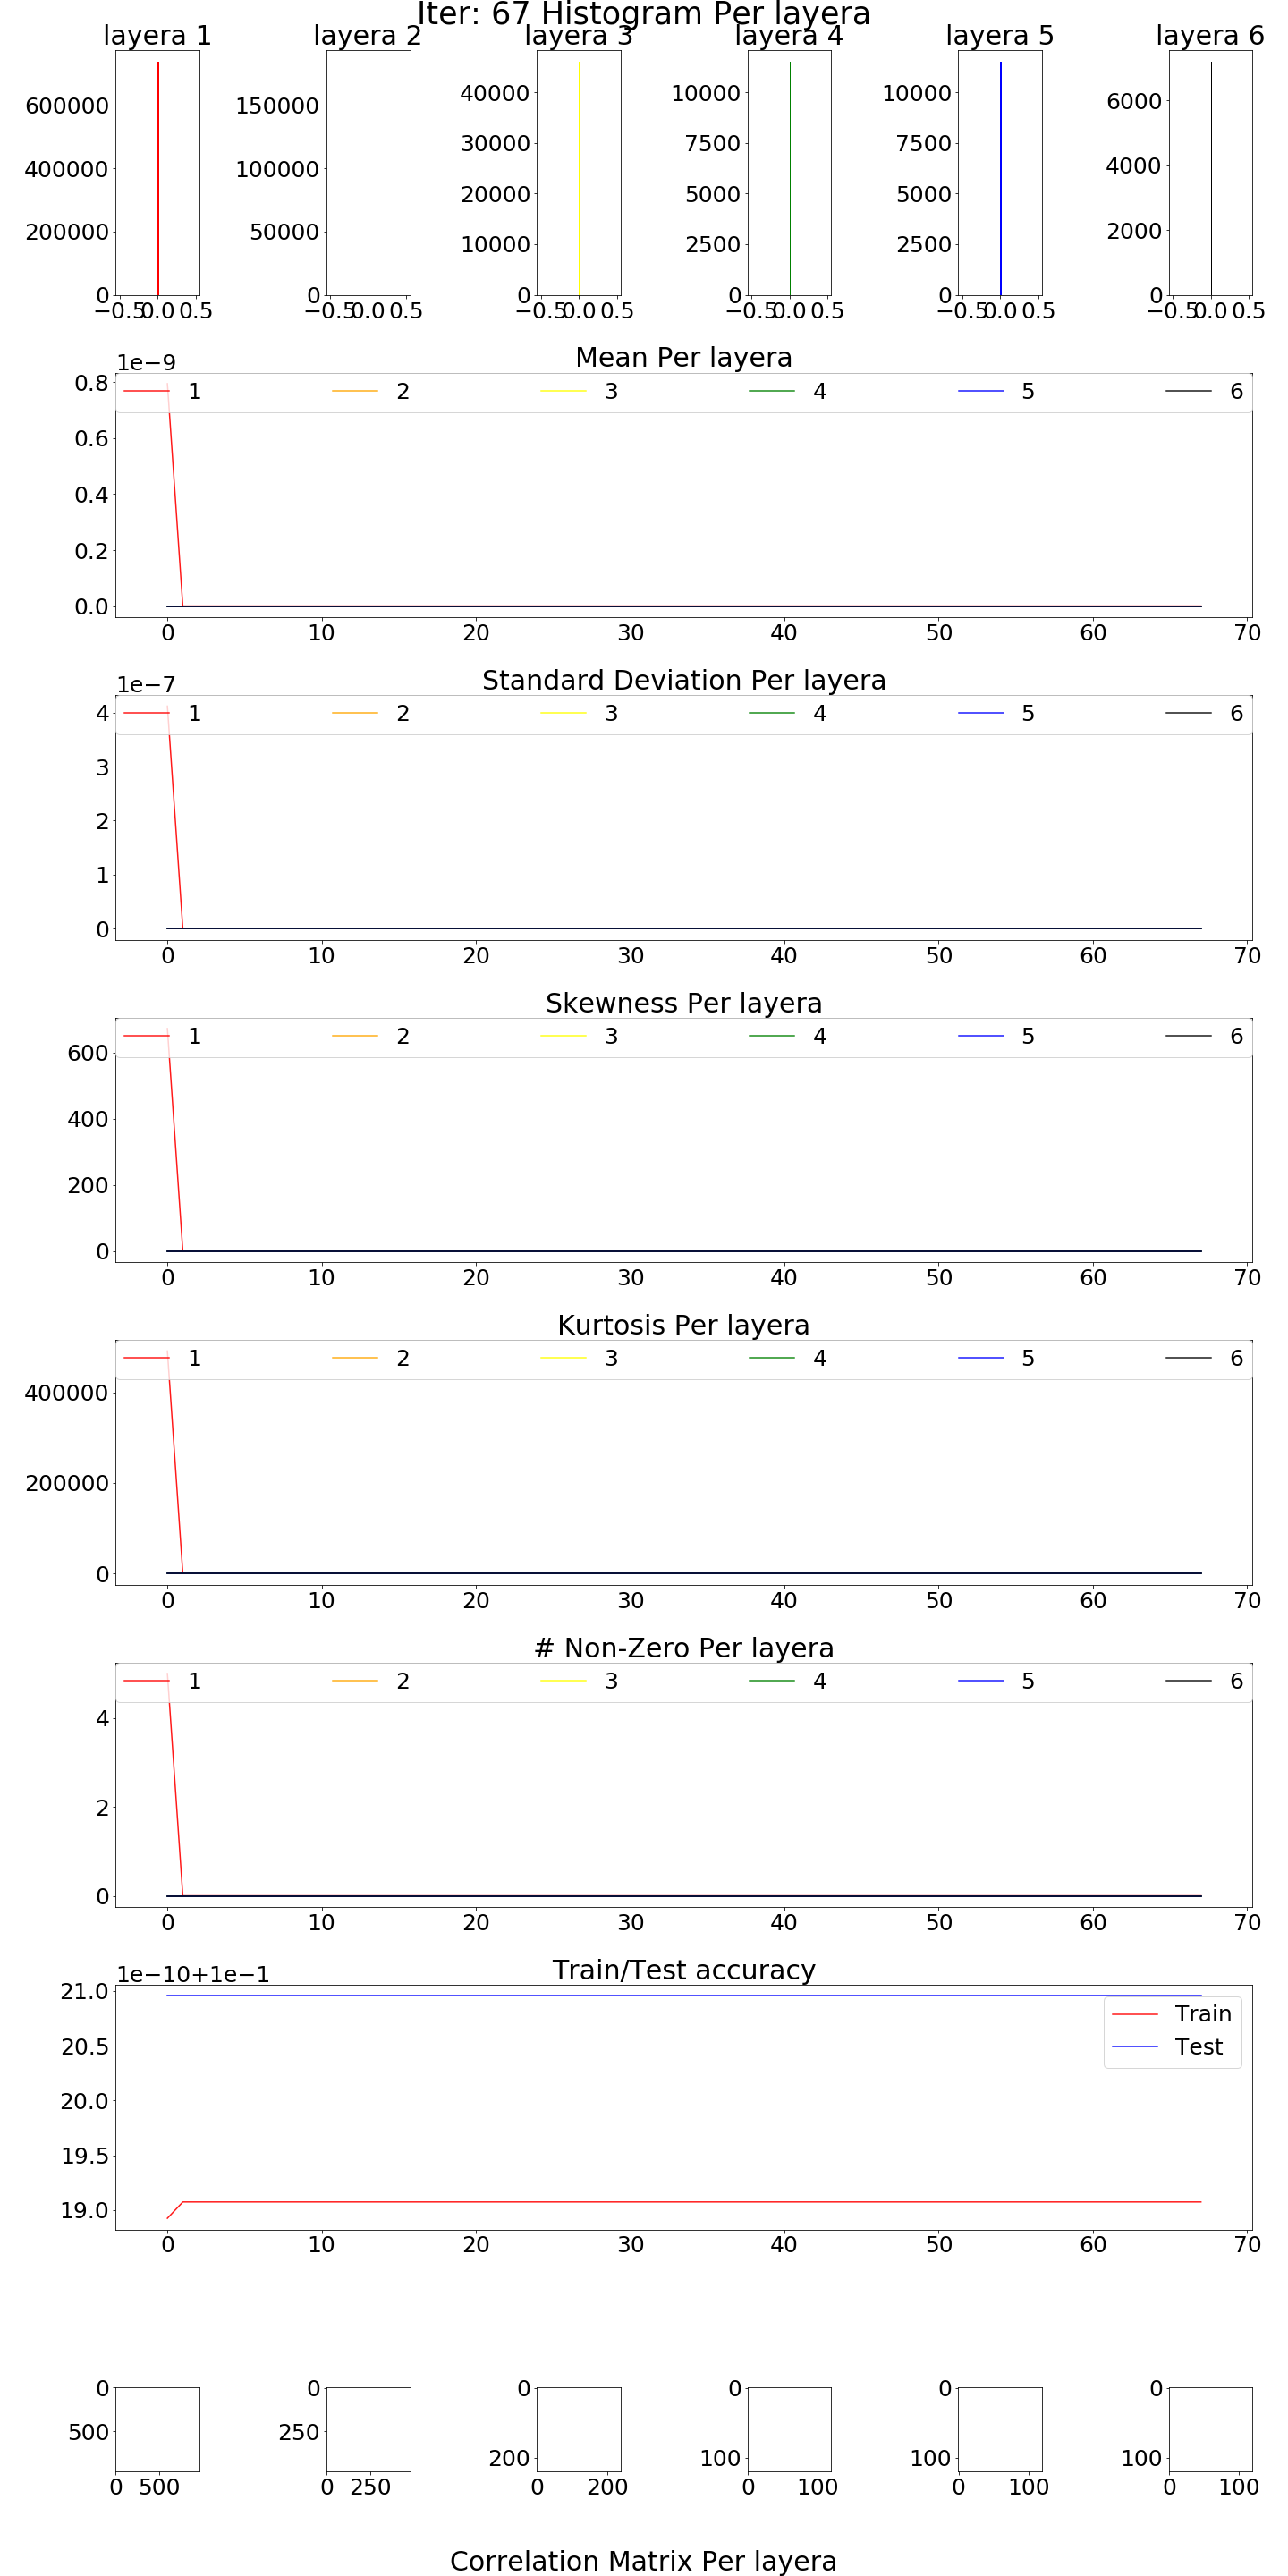 Iter: 67 Histogram Per layera
layera 1 layera 2 layera 3 layera 4 layera 5 layera 6
600000 400000 200000 0
150000 100000 50000 0
40000 30000 20000 10000 0
10000 7500 5000 2500 0
10000 7500 5000 2500 0
6000 4000 2000 0
−0.5 0.0 0.5 −0.5 0.0 0.5 −0.5 0.0 0.5 −0.5 0.0 0.5 −0.5 0.0 0.5 −0.5 0.0 0.5
Mean Per layera
1e−9
1 2 3 4 5 6
0.8
0.6
0.4
0.2
0.0
0 10 20 30 40 50 60 70
Standard Deviation Per layera
1e−7
1 2 3 4 5 6
4
3
2
1
0
0 10 20 30 40 50 60 70
Skewness Per layera
1 2 3 4 5 6
600
400
200
0
0 10 20 30 40 50 60 70
Kurtosis Per layera
1 2 3 4 5 6
400000
200000
0
0 10 20 30 40 50 60 70
# Non-Zero Per layera
1 2 3 4 5 6
4
2
0
0 10 20 30 40 50 60 70
Train/Test accuracy
1e−10+1e−1
21.0
20.5
20.0
19.5
19.0
Train
Test
0 10 20 30 40 50 60 70
0 500
0 250
0 200
0 100
0 100
0 100
0 500 0 250 0 200 0 100 0 100 0 100
Correlation Matrix Per layera